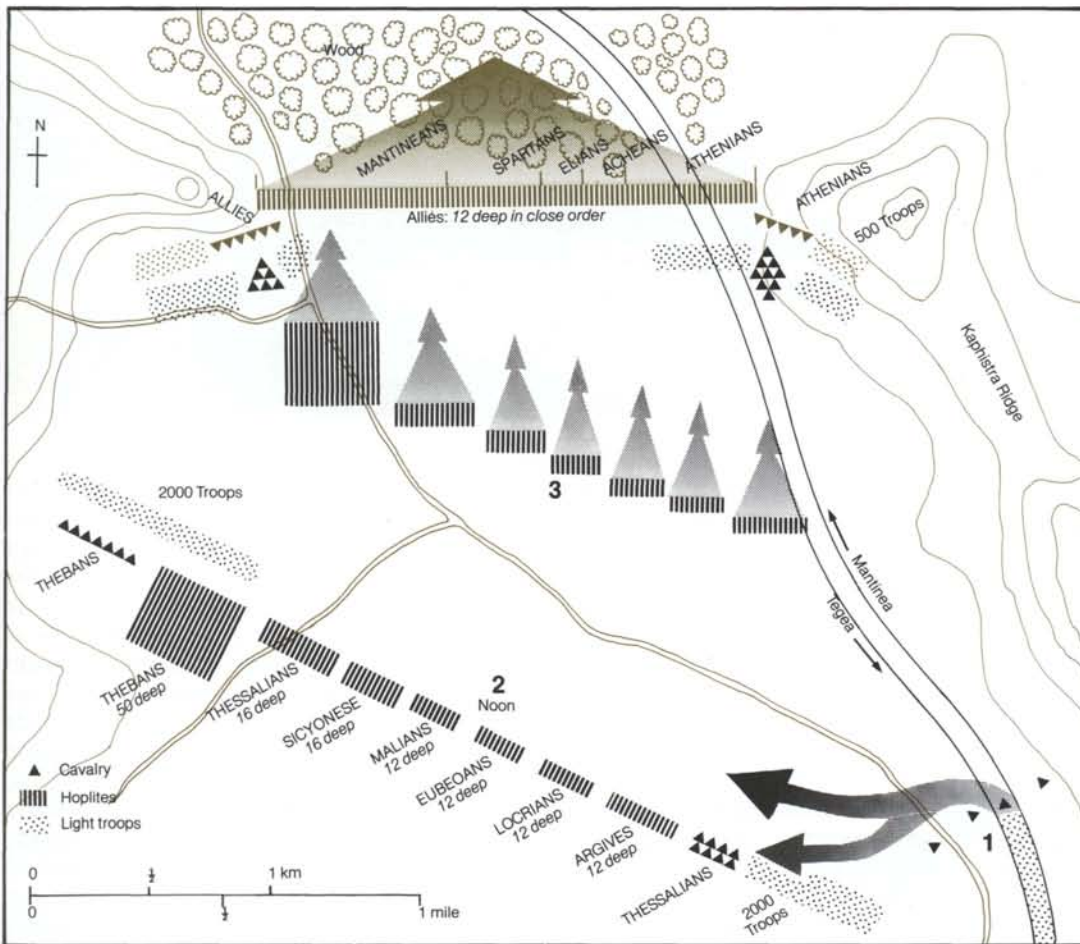 Wood
N
MANTINEANS
SPARTANS
ELIANS
ACHEANS
ATHENIANS
ALLIES
Allies: 12 deep in close order
ATHENIANS
500 Troops
Kaphistra Ridge
3
2000 Troops
THEBANS
THEBANS
50 deep
THESSALIANS
16 deep
SICYONESE
16 deep
MALIANS
12 deep
2
Noon
EUBEOANS
12 deep
LOCRIANS
12 deep
ARGIVES
12 deep
THESSALIANS
2000
Troops
Mantinea
Tegea
1
Cavalry
Hoplites
Light troops
0 ½ 1 km
0 ½ 1 mile